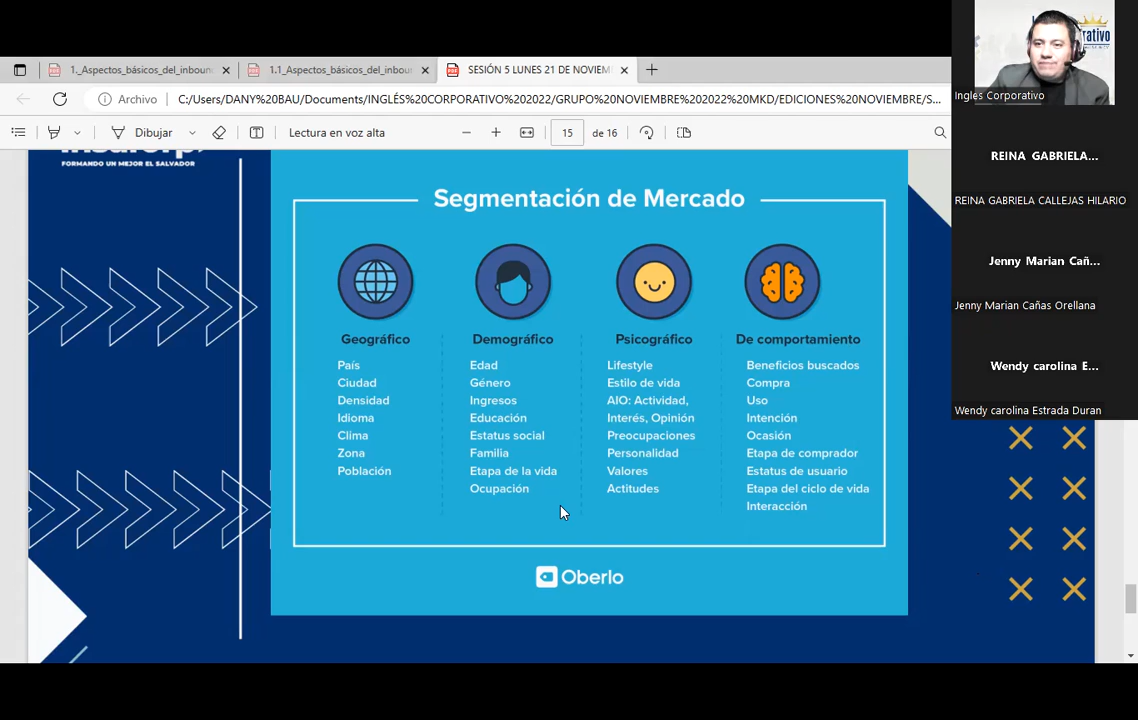 1._Aspectos_básicos_del_inboun
1.1_Aspectos_básicos_del_inbour
SESIÓN 5 LUNES 21 DE NOVIEM
Archivo
C:/Users/DANY%20BAU/Documents/INGLÉS%20CORPORATIVO%202022/GRUPO%20NOVIEMBRE%202022%20MKD/EDICIONES%20NOVIEMBRE/S...
Dibujar
Lectura en voz alta
15
de 16
FORMANDO UN MEJOR EL SALVADOR
Segmentación de Mercado
Geográfico
País
Ciudad
Densidad
Idioma
Clima
Zona
Población
Demográfico
Edad
Género
Ingresos
Educación
Estatus social
Familia
Etapa de la vida
Ocupación
Psicográfico
Lifestyle
Estilo de vida
AIO: Actividad,
Interés, Opinión
Preocupaciones
Personalidad
Valores
Actitudes
De comportamiento
Beneficios buscados
Compra
Uso
Intención
Ocasión
Etapa de comprador
Estatus de usuario
Etapa del ciclo de vida
Interacción
Oberlo
Ingles Corporativo
REINA GABRIELA...
REINA GABRIELA CALLEJAS HILARIO
Jenny Marian Cañ...
Jenny Marian Cañas Orellana
Wendy carolina E...
Wendy carolina Estrada Duran